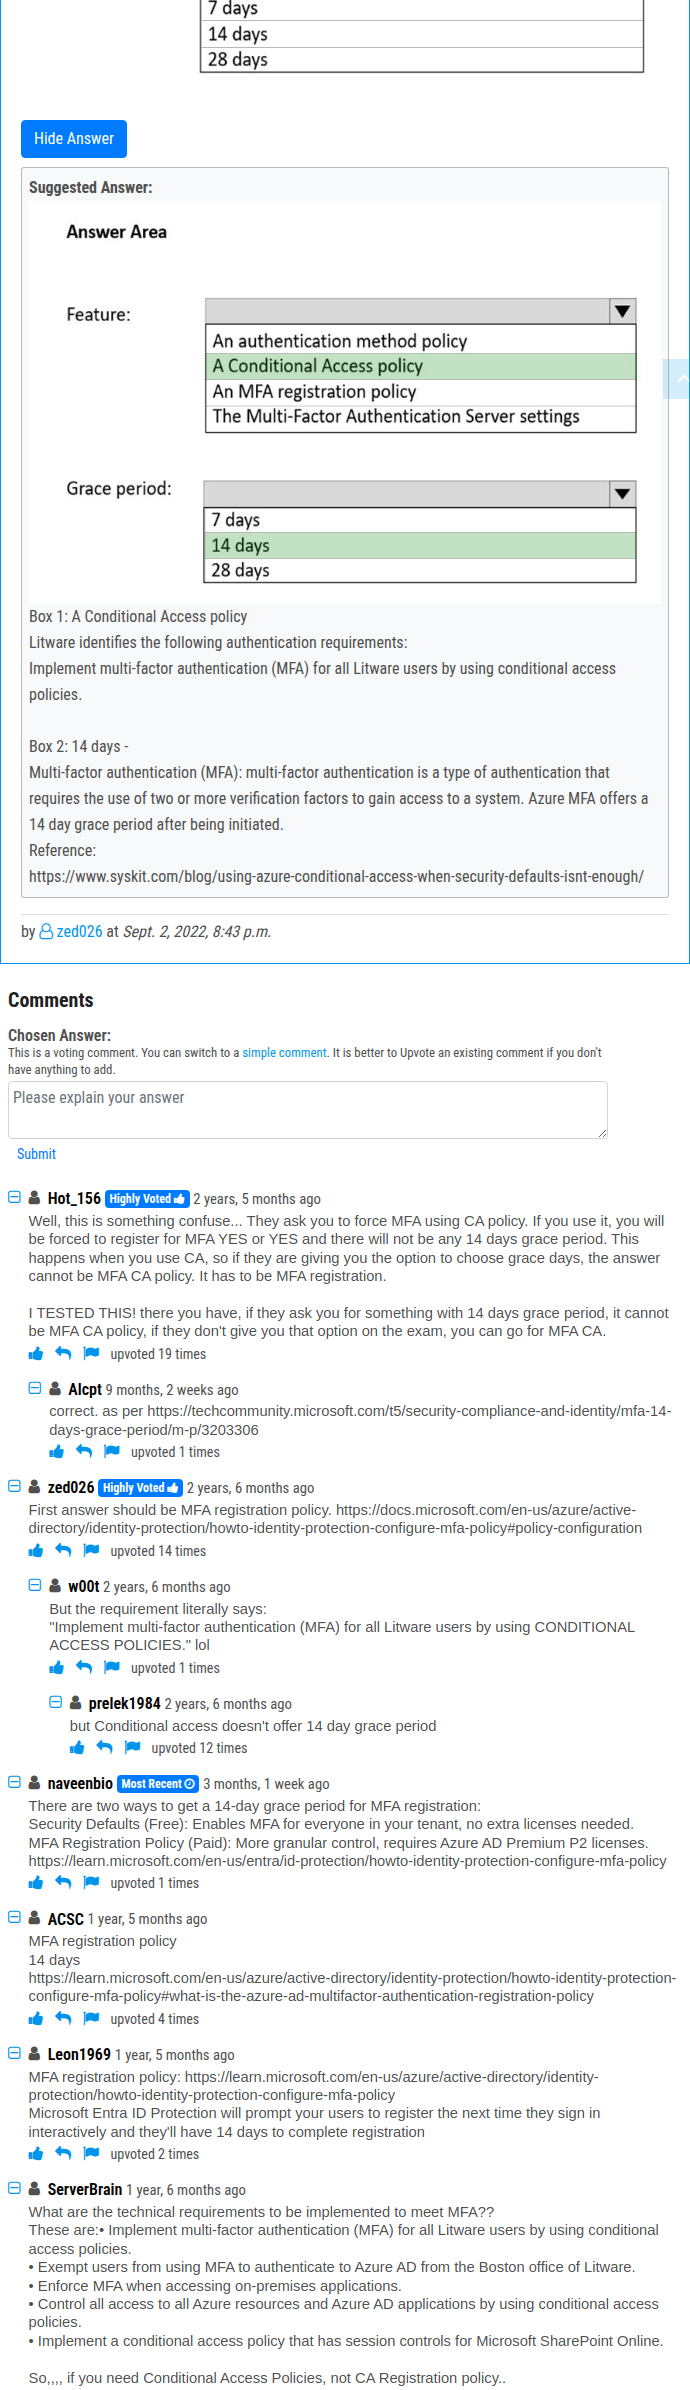 7 days
14 days
28 days
Hide Answer
Suggested Answer:
Answer Area
Feature:
An authentication method policy
A Conditional Access policy
An MFA registration policy
The Multi-Factor Authentication Server settings
Grace period:
7 days
14 days
28 days
Box 1: A Conditional Access policy
Litware identifies the following authentication requirements:
Implement multi-factor authentication (MFA) for all Litware users by using conditional access
policies.
Box 2: 14 days -
Multi-factor authentication (MFA): multi-factor authentication is a type of authentication that
requires the use of two or more verification factors to gain access to a system. Azure MFA offers a
14 day grace period after being initiated.
Reference:
https://www.syskit.com/blog/using-azure-conditional-access-when-security-defaults-isnt-enough/
by zed026 at Sept. 2, 2022, 8:43 p.m.
Comments
Chosen Answer:
This is a voting comment. You can switch to a simple comment. It is better to Upvote an existing comment if you don't
have anything to add.
Please explain your answer
Submit
Hot_156 Highly Voted 2 years, 5 months ago
Well, this is something confuse... They ask you to force MFA using CA policy. If you use it, you will
be forced to register for MFA YES or YES and there will not be any 14 days grace period. This
happens when you use CA, so if they are giving you the option to choose grace days, the answer
cannot be MFA CA policy. It has to be MFA registration.
I TESTED THIS! there you have, if they ask you for something with 14 days grace period, it cannot
be MFA CA policy, if they don't give you that option on the exam, you can go for MFA CA.
upvoted 19 times
Alcpt 9 months, 2 weeks ago
correct. as per https://techcommunity.microsoft.com/t5/security-compliance-and-identity/mfa-14-
days-grace-period/m-p/3203306
upvoted 1 times
zed026 Highly Voted 2 years, 6 months ago
First answer should be MFA registration policy. https://docs.microsoft.com/en-us/azure/active-
directory/identity-protection/howto-identity-protection-configure-mfa-policy#policy-configuration
upvoted 14 times
w00t 2 years, 6 months ago
But the requirement literally says:
"Implement multi-factor authentication (MFA) for all Litware users by using CONDITIONAL
ACCESS POLICIES." lol
upvoted 1 times
prelek1984 2 years, 6 months ago
but Conditional access doesn't offer 14 day grace period
upvoted 12 times
naveenbio Most Recent 3 months, 1 week ago
There are two ways to get a 14-day grace period for MFA registration:
Security Defaults (Free): Enables MFA for everyone in your tenant, no extra licenses needed.
MFA Registration Policy (Paid): More granular control, requires Azure AD Premium P2 licenses.
https://learn.microsoft.com/en-us/entra/id-protection/howto-identity-protection-configure-mfa-policy
upvoted 1 times
ACSC 1 year, 5 months ago
MFA registration policy
14 days
https://learn.microsoft.com/en-us/azure/active-directory/identity-protection/howto-identity-protection-
configure-mfa-policy#what-is-the-azure-ad-multifactor-authentication-registration-policy
upvoted 4 times
Leon1969 1 year, 5 months ago
MFA registration policy: https://learn.microsoft.com/en-us/azure/active-directory/identity-
protection/howto-identity-protection-configure-mfa-policy
Microsoft Entra ID Protection will prompt your users to register the next time they sign in
interactively and they'll have 14 days to complete registration
upvoted 2 times
ServerBrain 1 year, 6 months ago
What are the technical requirements to be implemented to meet MFA??
These are:• Implement multi-factor authentication (MFA) for all Litware users by using conditional
access policies.
• Exempt users from using MFA to authenticate to Azure AD from the Boston office of Litware.
• Enforce MFA when accessing on-premises applications.
• Control all access to all Azure resources and Azure AD applications by using conditional access
policies.
• Implement a conditional access policy that has session controls for Microsoft SharePoint Online.
So,,,, if you need Conditional Access Policies, not CA Registration policy..